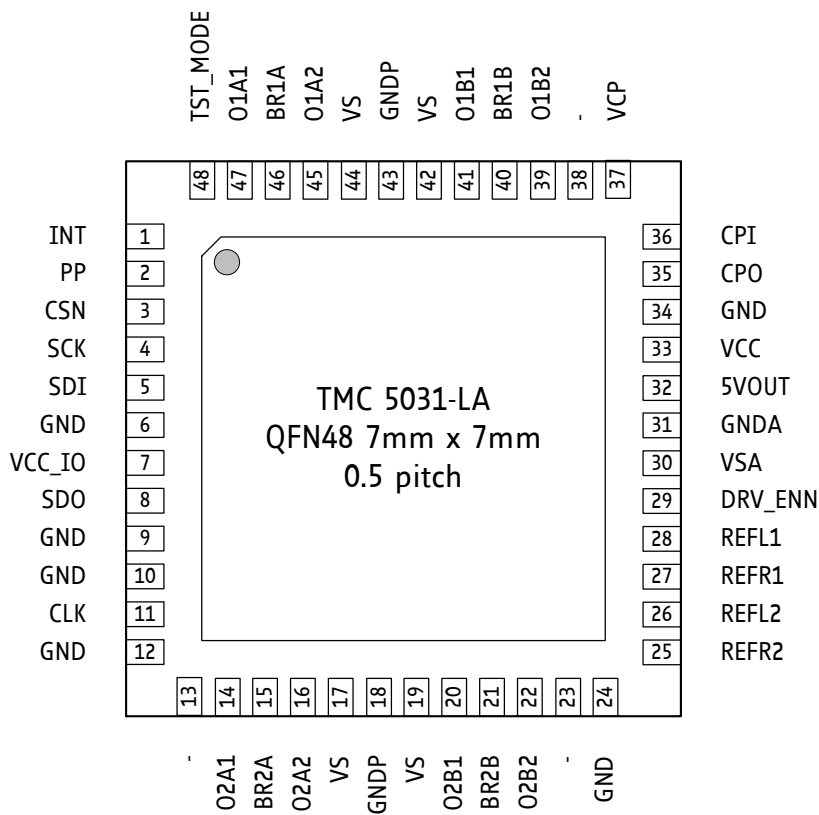 TST_MODE
O1A1
BR1A
O1A2
VS
GNDP
VS
O1B1
BR1B
O1B2
-
VCP
48
47
46
45
44
43
42
41
40
39
38
37
INT 1
PP 2
CSN 3
SCK 4
SDI 5
GND 6
VCC_IO 7
SDO 8
GND 9
GND 10
CLK 11
GND 12
TMC 5031-LA
QFN48 7mm x 7mm
0.5 pitch
36 CPI
35 CPO
34 GND
33 VCC
32 5VOUT
31 GNDA
30 VSA
29 DRV_ENN
28 REFL1
27 REFR1
26 REFL2
25 REFR2
13
14
15
16
17
18
19
20
21
22
23
24
-
O2A1
BR2A
O2A2
VS
GNDP
VS
O2B1
BR2B
O2B2
-
GND